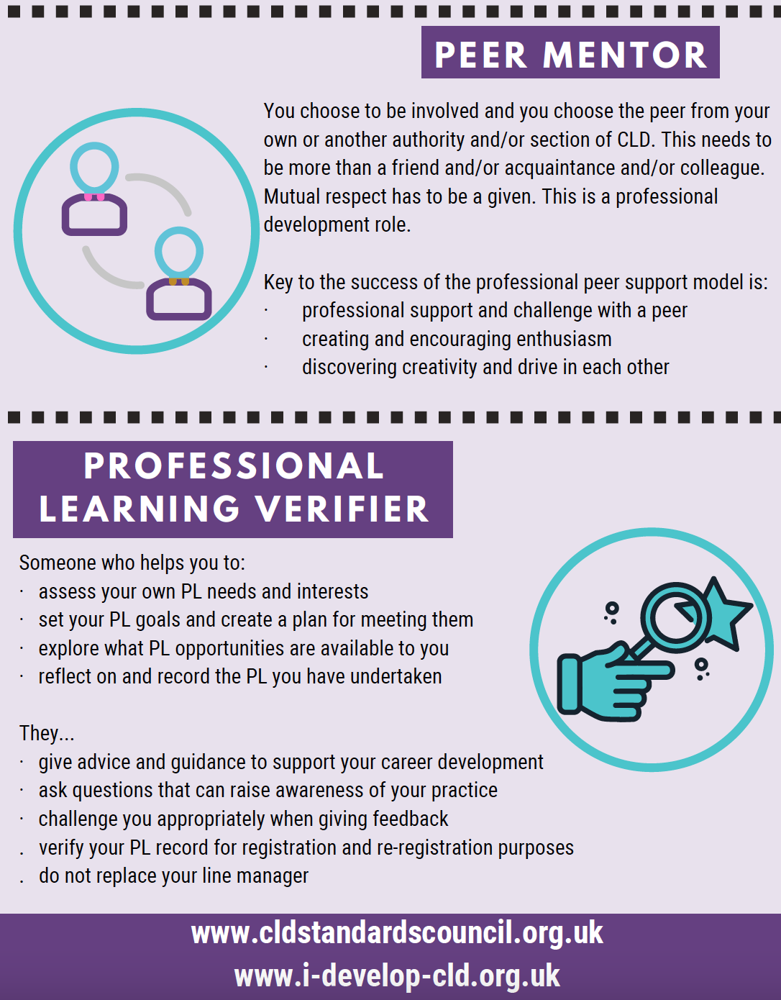 PEER MENTOR
You choose to be involved and you choose the peer from your
own or another authority and/or section of CLD. This needs to
be more than a friend and/or acquaintance and/or colleague.
Mutual respect has to be a given. This is a professional
development role.
Key to the success of the professional peer support model is:
· professional support and challenge with a peer
· creating and encouraging enthusiasm
· discovering creativity and drive in each other
PROFESSIONAL
LEARNING VERIFIER
Someone who helps you to:
· assess your own PL needs and interests
· set your PL goals and create a plan for meeting them
· explore what PL opportunities are available to you
· reflect on and record the PL you have undertaken
They...
· give advice and guidance to support your career development
· ask questions that can raise awareness of your practice
· challenge you appropriately when giving feedback
. verify your PL record for registration and re-registration purposes
. do not replace your line manager
www.cldstandardscouncil.org.uk
www.i-develop-cld.org.uk